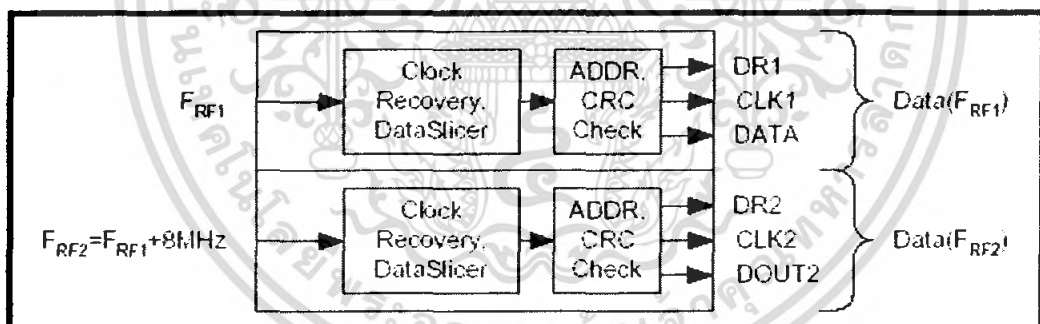 F_RF1
Clock
Recovery.
DataSlicer
ADDR.
CRC
Check
DR1
CLK1
DATA
Data(F_RF1)
F_RF2=F_RF1+8MHz
Clock
Recovery.
DataSlicer
ADDR.
CRC
Check
DR2
CLK2
DOUT2
Data(F_RF2)